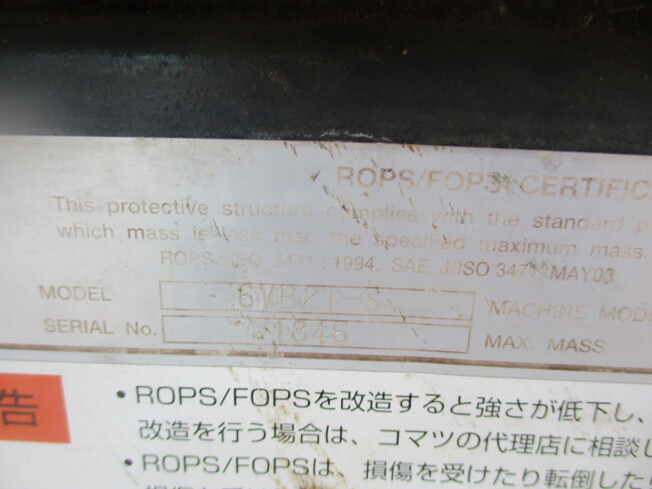 ROPS/FOPS CERTIFIC
This protective structure complies with the standard p
which mass is less than the specified maximum mass.
ROPS ISO 3471 1994, SAE J/ISO 3471 MAY03
MODEL 6VB21-S MACHINE MODE
SERIAL No. 1846 MAX. MASS
告
・ROPS/FOPSを改造すると強さが低下し、
改造を行う場合は、コマツの代理店に相談し
・ROPS/FOPSは、損傷を受けたり転倒した